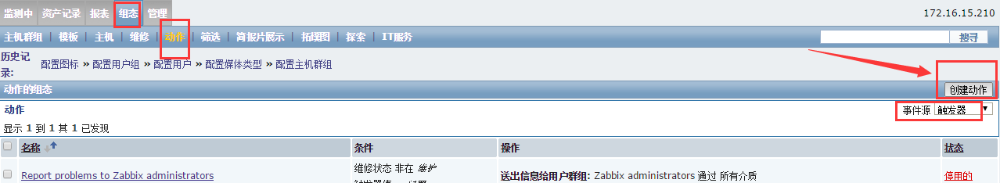 监测中 资产记录 报表 组态 管理 172.16.15.210
主机群组 | 模板 | 主机 | 维修 | 动作 | 筛选 | 简报片展示 | 拓璞图 | 探索 | IT服务 搜寻
历史记录: 配置图标 » 配置用户组 » 配置用户 » 配置媒体类型 » 配置主机群组
动作的组态 创建动作
动作 事件源 触发器
显示 1 到 1 其 1 已发现
名称 条件 操作 状态
Report problems to Zabbix administrators 维修状态 非在 维护 送出信息给用户群组: Zabbix administrators 通过 所有介质 停用的